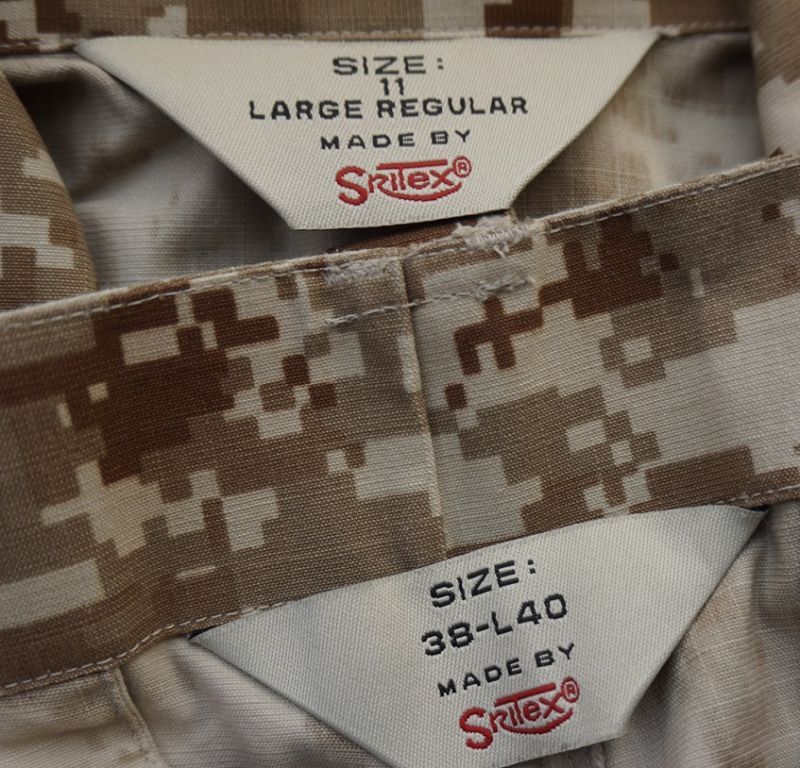 SIZE:
11
LARGE REGULAR
MADE BY
SRITEX®
SIZE:
38-L40
MADE BY
SRITEX®